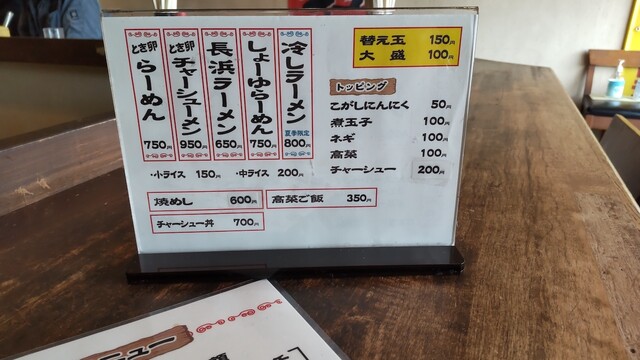 とき卵
らーめん
750円
とき卵
チャーシューメン
950円
長浜ラーメン
650円
しょーゆらーめん
750円
冷しラーメン
夏季限定
800円
替え玉 150円
大盛 100円
トッピング
こがしにんにく 50円
煮玉子 100円
ネギ 100円
高菜 100円
チャーシュー 200円
・小ライス 150円 ・中ライス 200円
焼めし 600円
高菜ご飯 350円
チャーシュー丼 700円
ニュー